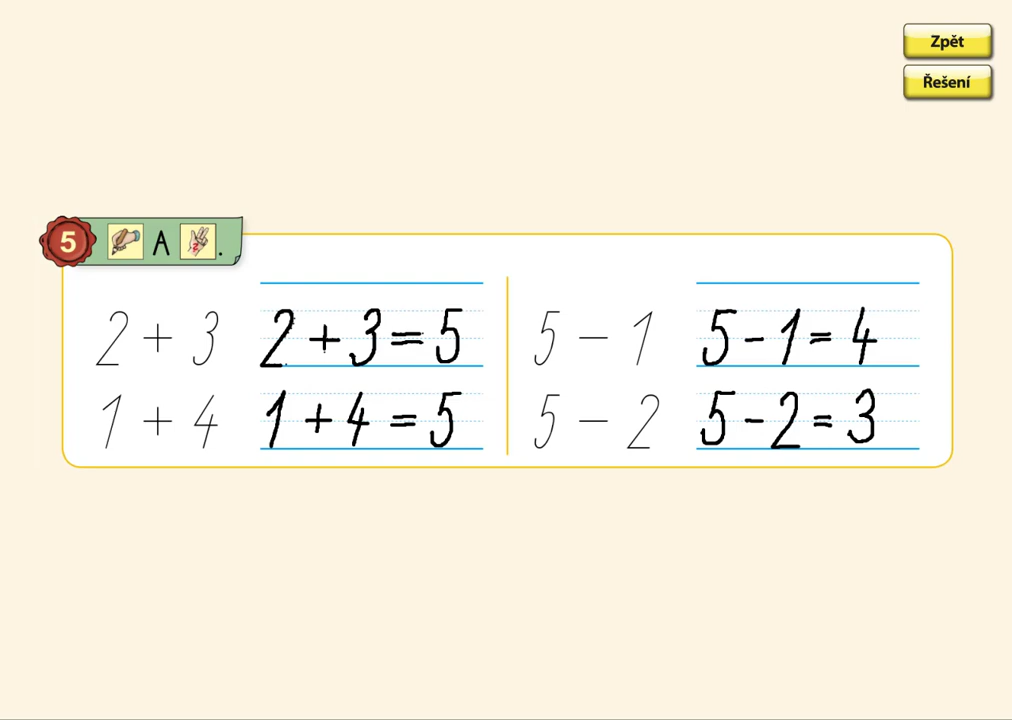 Zpět
Řešení
5 A .
2 + 3 2 + 3 = 5
1 + 4 1 + 4 = 5
5 – 1 5 – 1 = 4
5 – 2 5 – 2 = 3